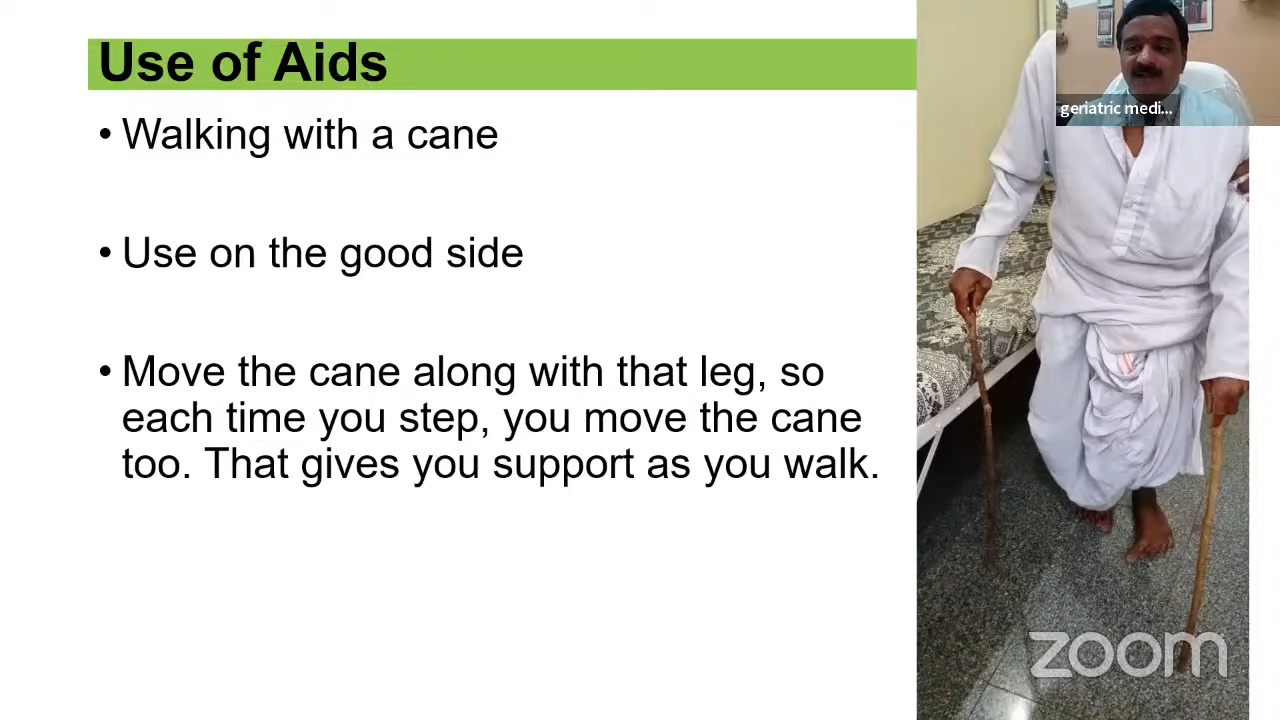 Use of Aids
• Walking with a cane
• Use on the good side
• Move the cane along with that leg, so
each time you step, you move the cane
too. That gives you support as you walk.
geriatric medi...
zoom